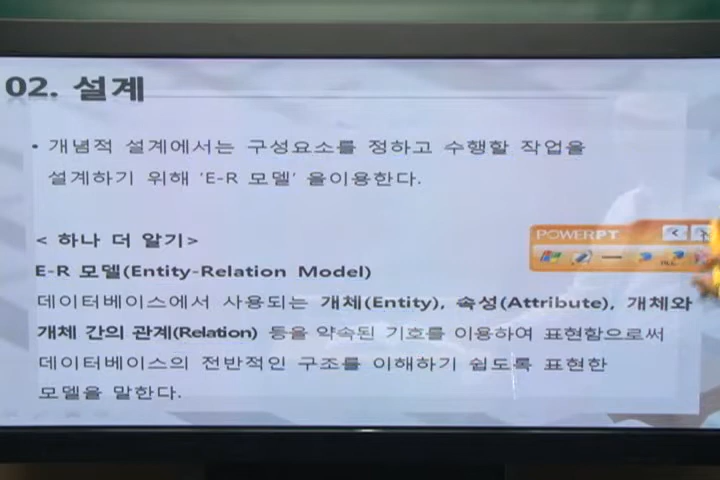 02. 설계
• 개념적 설계에서는 구성요소를 정하고 수행할 작업을
설계하기 위해 ‘E-R 모델’ 을이용한다.
< 하나 더 알기>
POWERPT
E-R 모델(Entity-Relation Model)
데이터베이스에서 사용되는 개체(Entity), 속성(Attribute), 개체와
개체 간의 관계(Relation) 등을 약속된 기호를 이용하여 표현함으로써
데이터베이스의 전반적인 구조를 이해하기 쉽도록 표현한
모델을 말한다.